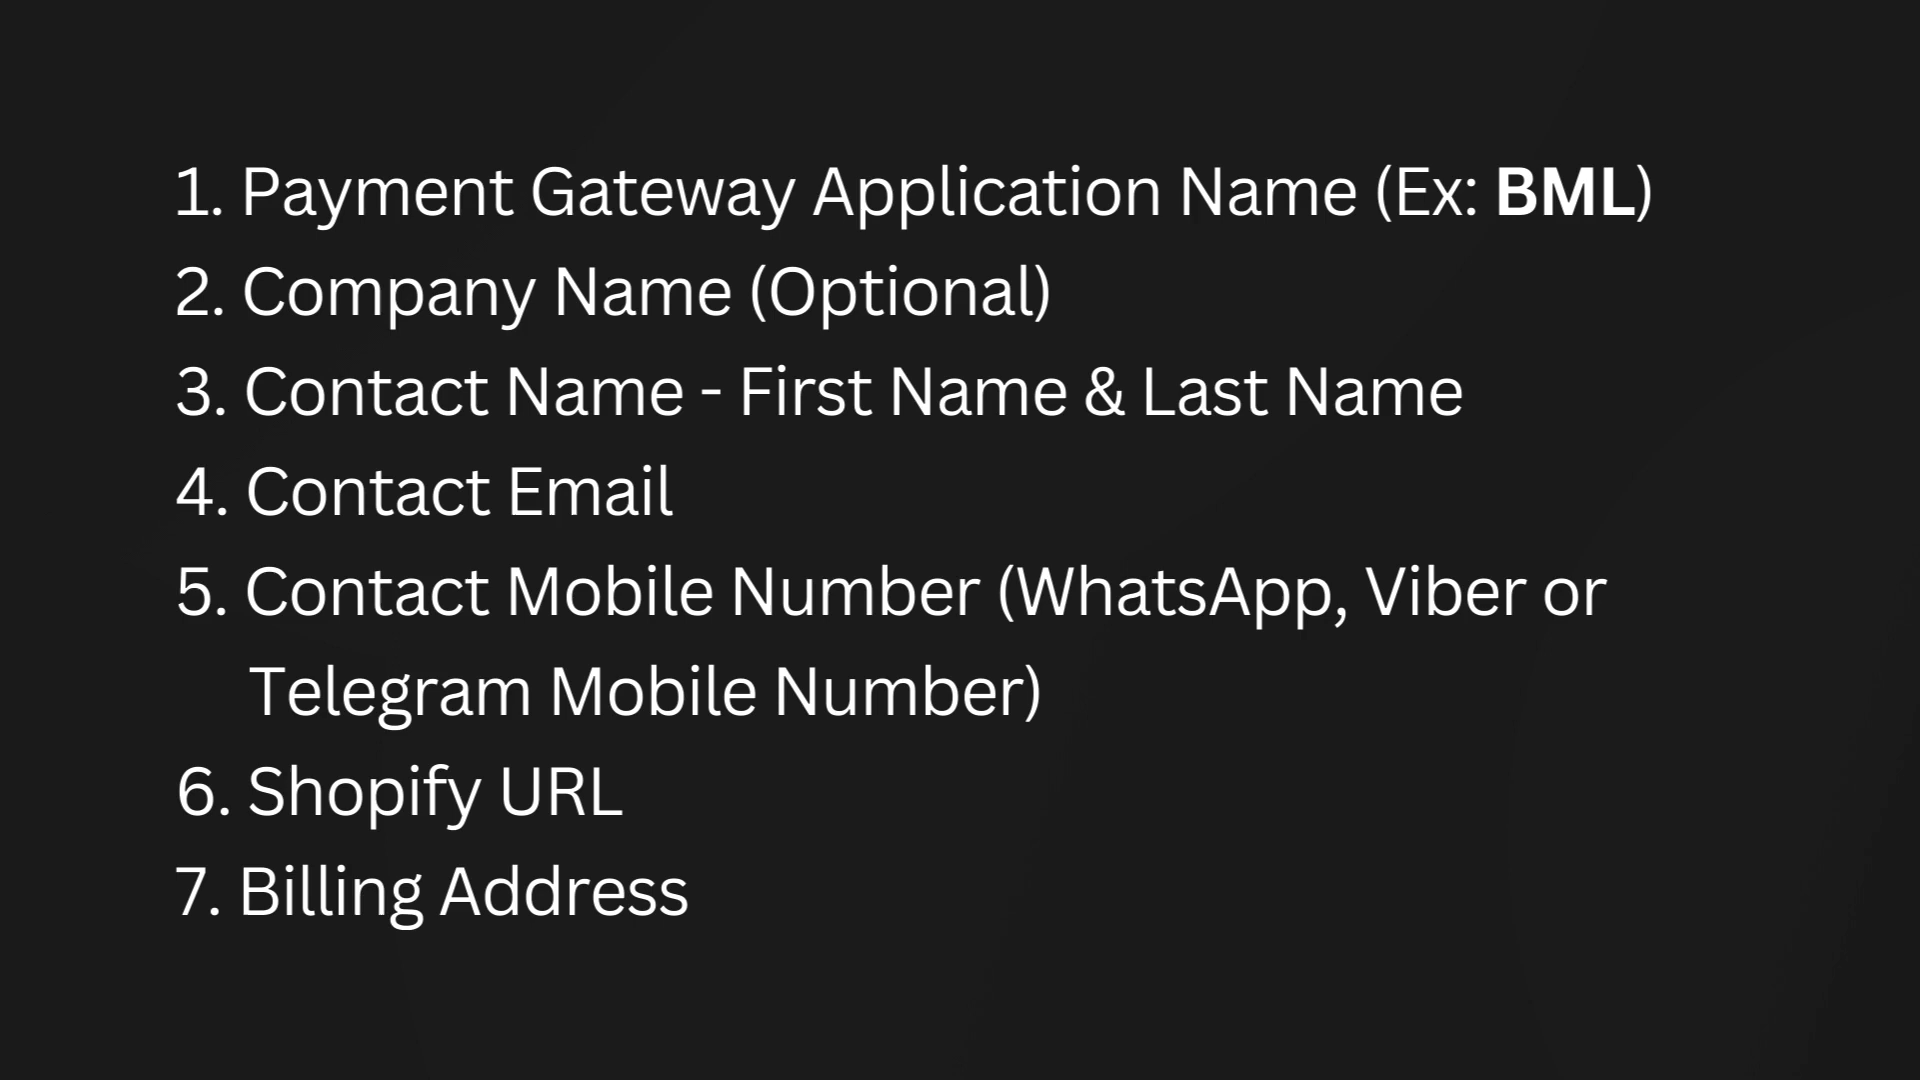 1. Payment Gateway Application Name (Ex: BML)
2. Company Name (Optional)
3. Contact Name - First Name & Last Name
4. Contact Email
5. Contact Mobile Number (WhatsApp, Viber or
Telegram Mobile Number)
6. Shopify URL
7. Billing Address